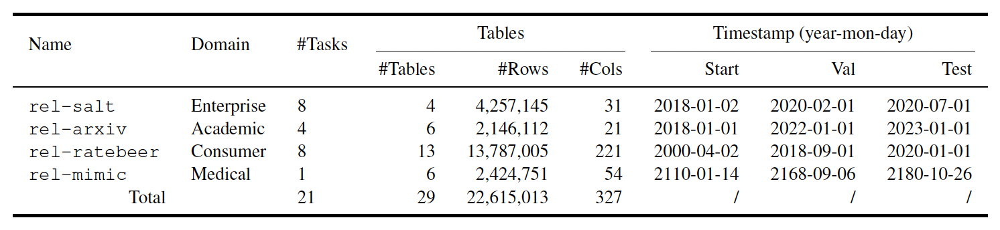 Name Domain #Tasks Tables Timestamp (year-mon-day)
#Tables #Rows #Cols Start Val Test
rel-salt Enterprise 8 4 4,257,145 31 2018-01-02 2020-02-01 2020-07-01
rel-arxiv Academic 4 6 2,146,112 21 2018-01-01 2022-01-01 2023-01-01
rel-ratebeer Consumer 8 13 13,787,005 221 2000-04-02 2018-09-01 2020-01-01
rel-mimic Medical 1 6 2,424,751 54 2110-01-14 2168-09-06 2180-10-26
Total 21 29 22,615,013 327 / / /